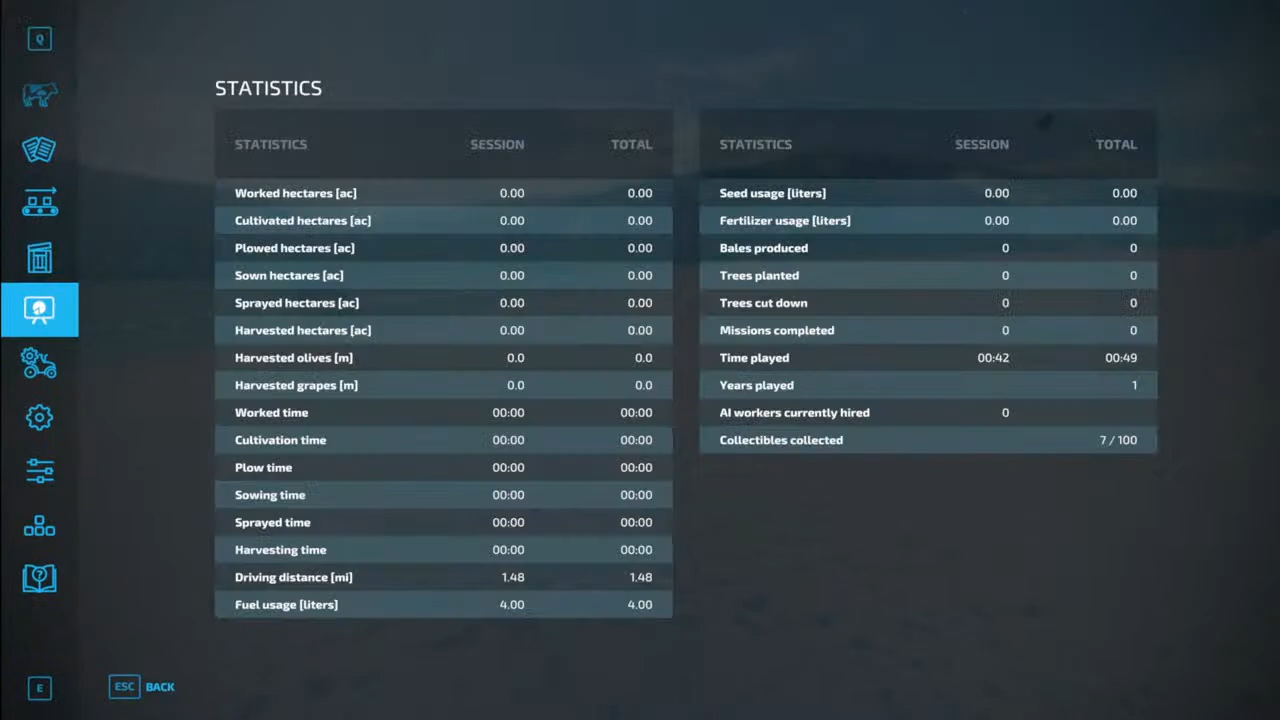 Q
STATISTICS
STATISTICS SESSION TOTAL
Worked hectares [ac] 0.00 0.00
Cultivated hectares [ac] 0.00 0.00
Plowed hectares [ac] 0.00 0.00
Sown hectares [ac] 0.00 0.00
Sprayed hectares [ac] 0.00 0.00
Harvested hectares [ac] 0.00 0.00
Harvested olives [m] 0.0 0.0
Harvested grapes [m] 0.0 0.0
Worked time 00:00 00:00
Cultivation time 00:00 00:00
Plow time 00:00 00:00
Sowing time 00:00 00:00
Sprayed time 00:00 00:00
Harvesting time 00:00 00:00
Driving distance [mi] 1.48 1.48
Fuel usage [liters] 4.00 4.00
STATISTICS SESSION TOTAL
Seed usage [liters] 0.00 0.00
Fertilizer usage [liters] 0.00 0.00
Bales produced 0 0
Trees planted 0 0
Trees cut down 0 0
Missions completed 0 0
Time played 00:42 00:49
Years played 1
AI workers currently hired 0
Collectibles collected 7 / 100
?
E
ESC BACK